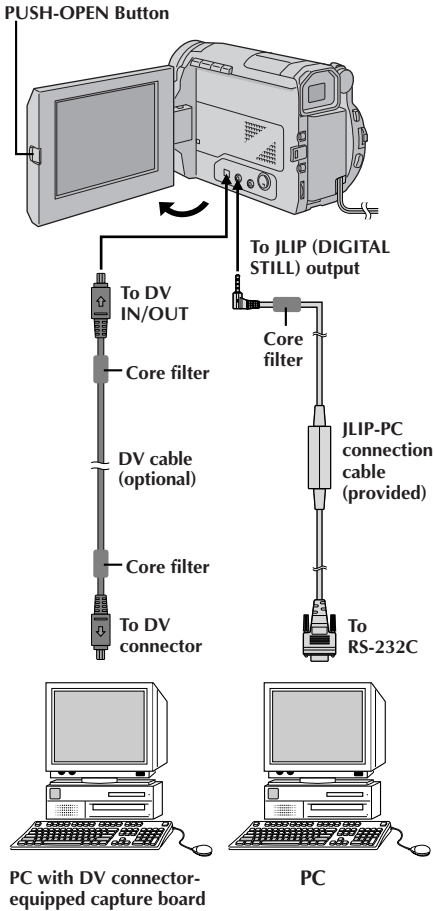 PUSH-OPEN Button
To JLIP (DIGITAL
STILL) output
To DV
IN/OUT
Core
filter
Core filter
JLIP-PC
connection
cable
(provided)
DV cable
(optional)
Core filter
To DV
connector
To
RS-232C
PC with DV connector-
equipped capture board
PC